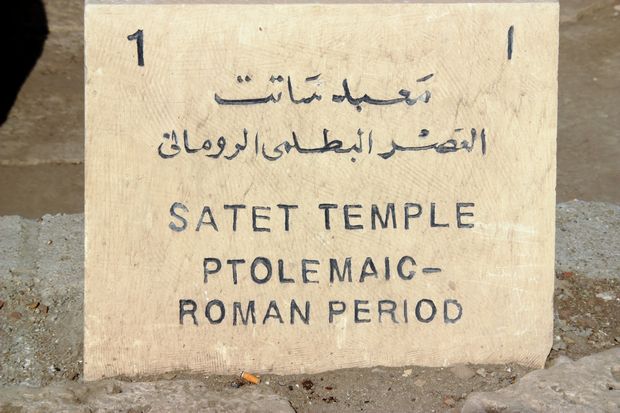 1 ١
معبد ساتت
العصر البطلمى الرومانى
SATET TEMPLE
PTOLEMAIC-
ROMAN PERIOD